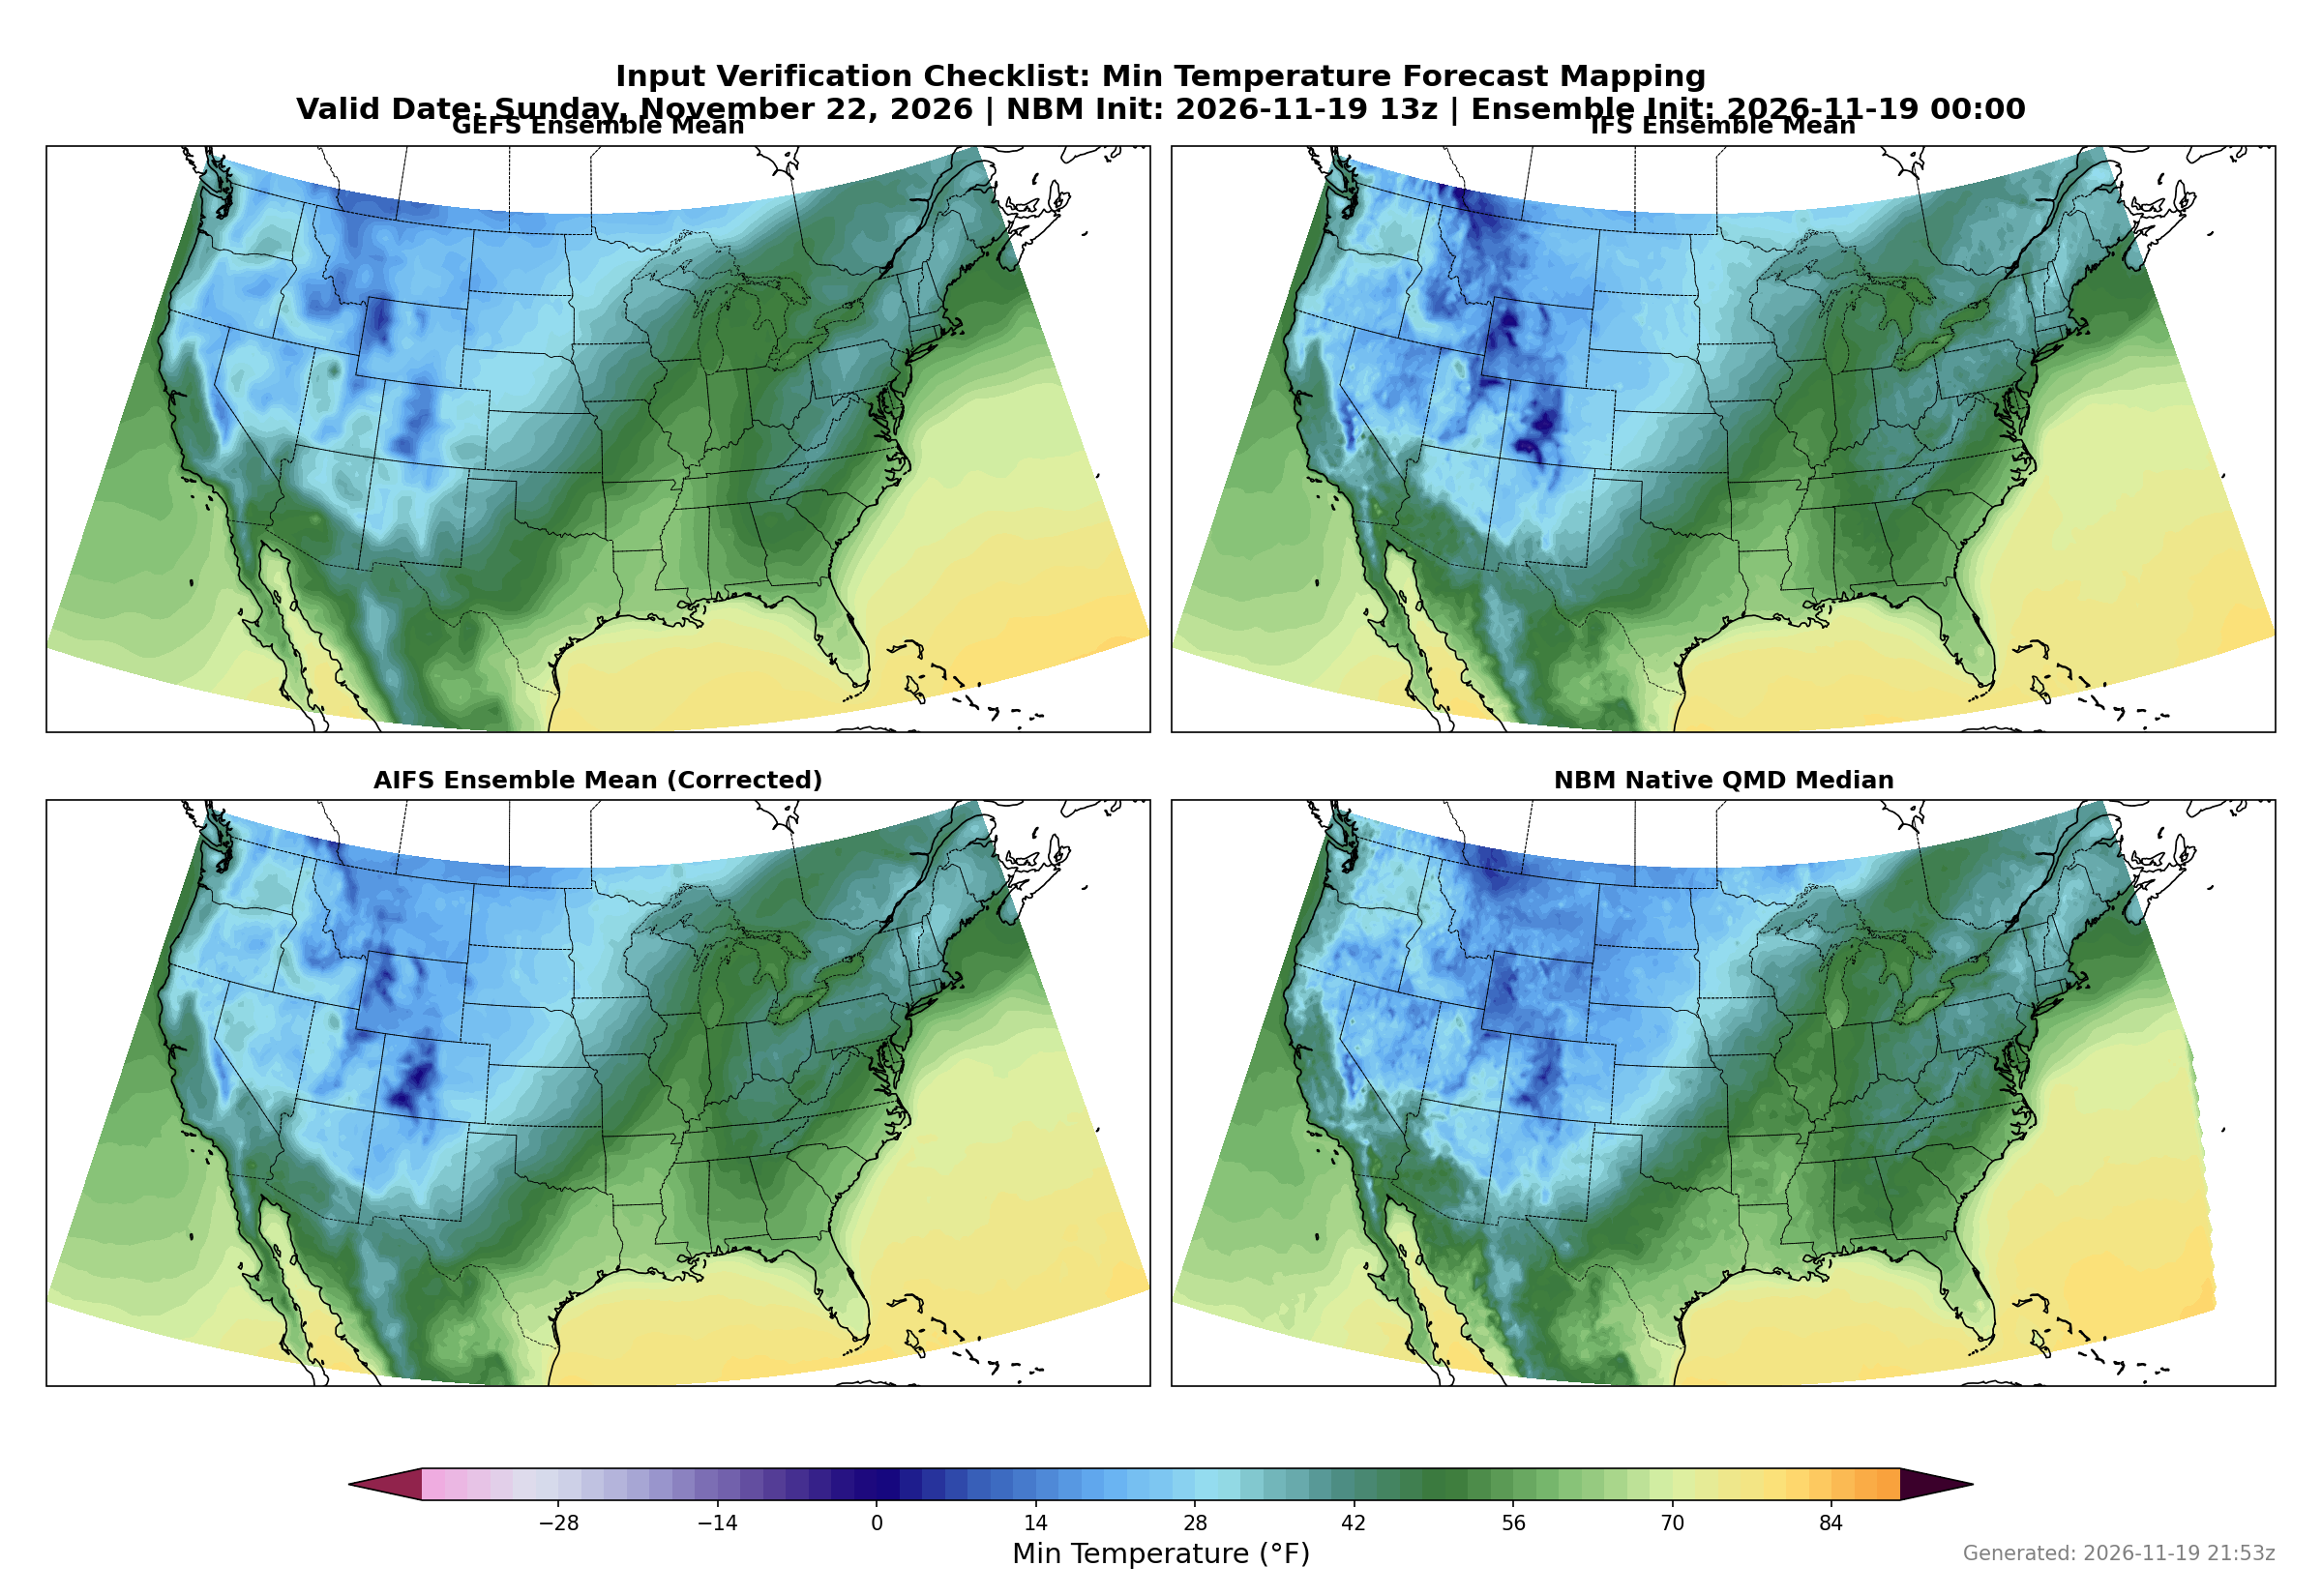 Input Verification Checklist: Min Temperature Forecast Mapping
Valid Date: Sunday, November 22, 2026 | NBM Init: 2026-11-19 13z | Ensemble Init: 2026-11-19 00:00
GEFS Ensemble Mean
IFS Ensemble Mean
AIFS Ensemble Mean (Corrected)
NBM Native QMD Median
−28 −14 0 14 28 42 56 70 84
Min Temperature (°F)
Generated: 2026-11-19 21:53z